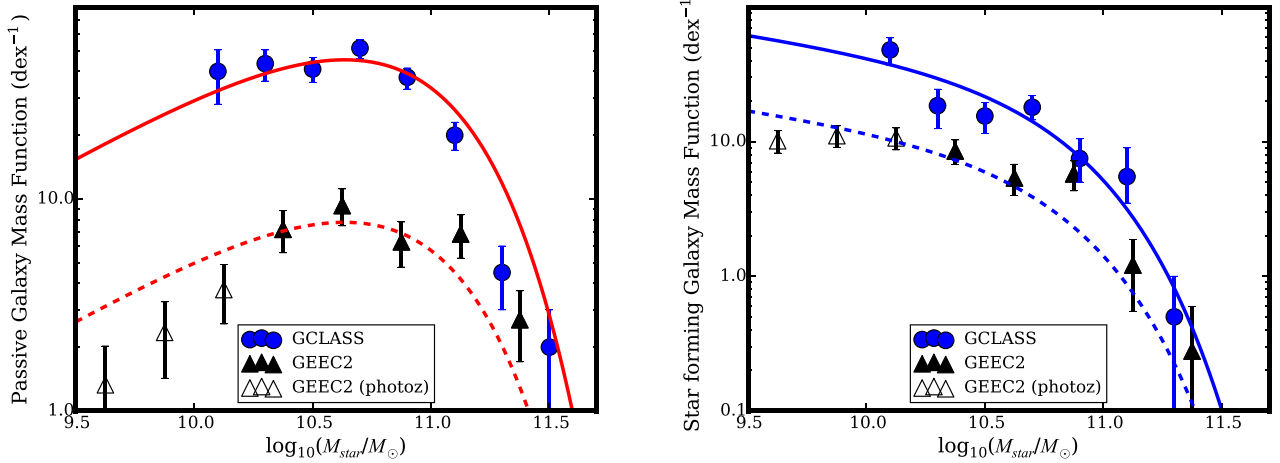 Passive Galaxy Mass Function (dex⁻¹)
10.0
1.0
9.5 10.0 10.5 11.0 11.5
log₁₀(M_star/M_⊙)
GCLASS
GEEC2
GEEC2 (photoz)
Star forming Galaxy Mass Function (dex⁻¹
10.0
1.0
0.1
9.5 10.0 10.5 11.0 11.5
log₁₀(M_star/M_⊙)
GCLASS
GEEC2
GEEC2 (photoz)